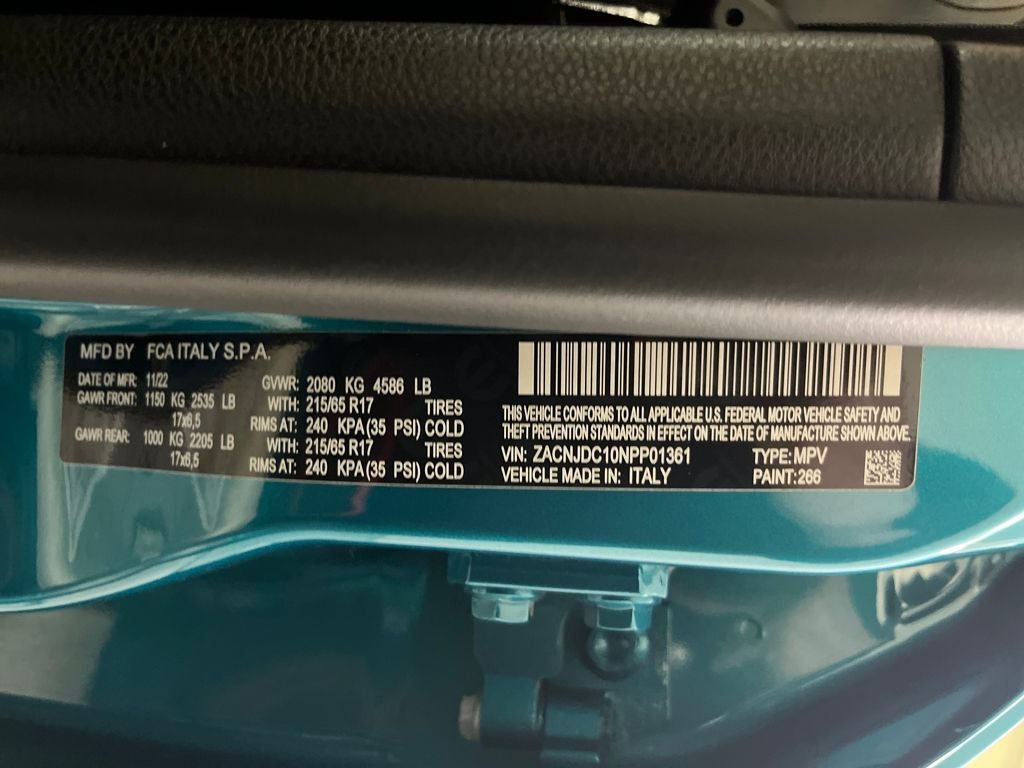 MFD BY FCA ITALY S.P.A.
DATE OF MFR: 11/22 GVWR: 2080 KG 4586 LB
GAWR FRONT: 1150 KG 2535 LB WITH: 215/65 R17 TIRES
17x6,5 RIMS AT: 240 KPA(35 PSI) COLD
GAWR REAR: 1000 KG 2205 LB WITH: 215/65 R17 TIRES
17x6,5 RIMS AT: 240 KPA(35 PSI) COLD
THIS VEHICLE CONFORMS TO ALL APPLICABLE U.S. FEDERAL MOTOR VEHICLE SAFETY AND
THEFT PREVENTION STANDARDS IN EFFECT ON THE DATE OF MANUFACTURE SHOWN ABOVE.
VIN: ZACNJDC10NPP01361 TYPE: MPV
VEHICLE MADE IN: ITALY PAINT: 266